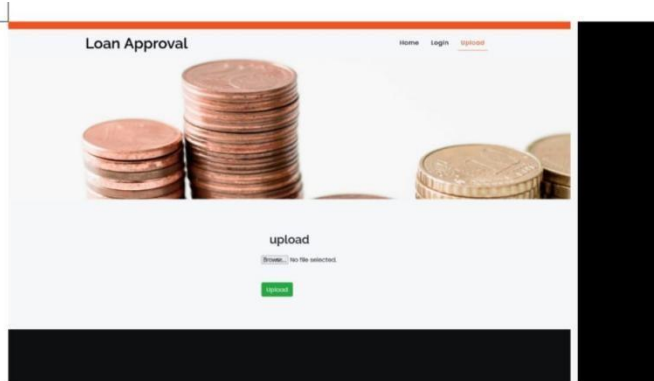 Loan Approval
Home Login Upload
upload
Browse... No file selected.
Upload